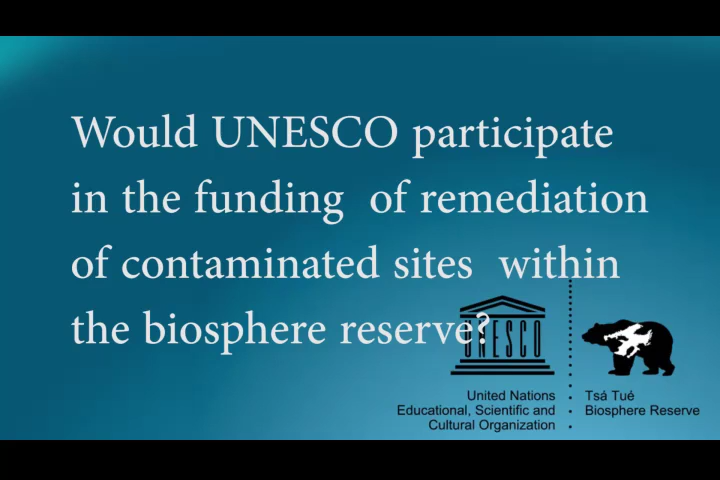 Would UNESCO participate
in the funding of remediation
of contaminated sites within
the biosphere reserve?
UNESCO
United Nations
Educational, Scientific and
Cultural Organization
Tsá Tué
Biosphere Reserve